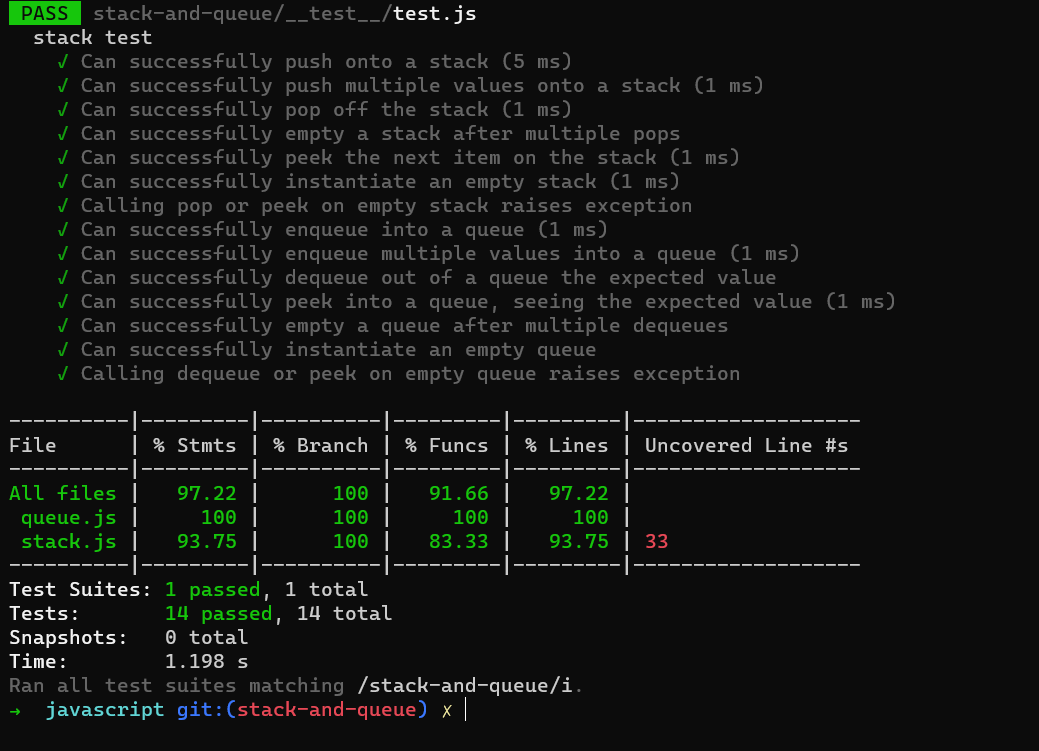 PASS stack-and-queue/__test__/test.js
stack test
√ Can successfully push onto a stack (5 ms)
√ Can successfully push multiple values onto a stack (1 ms)
√ Can successfully pop off the stack (1 ms)
√ Can successfully empty a stack after multiple pops
√ Can successfully peek the next item on the stack (1 ms)
√ Can successfully instantiate an empty stack (1 ms)
√ Calling pop or peek on empty stack raises exception
√ Can successfully enqueue into a queue (1 ms)
√ Can successfully enqueue multiple values into a queue (1 ms)
√ Can successfully dequeue out of a queue the expected value
√ Can successfully peek into a queue, seeing the expected value (1 ms)
√ Can successfully empty a queue after multiple dequeues
√ Can successfully instantiate an empty queue
√ Calling dequeue or peek on empty queue raises exception
----------|---------|----------|---------|---------|-------------------
File      | % Stmts | % Branch | % Funcs | % Lines | Uncovered Line #s
----------|---------|----------|---------|---------|-------------------
All files |   97.22 |      100 |   91.66 |   97.22 |
 queue.js |     100 |      100 |     100 |     100 |
 stack.js |   93.75 |      100 |   83.33 |   93.75 | 33
----------|---------|----------|---------|---------|-------------------
Test Suites: 1 passed, 1 total
Tests:       14 passed, 14 total
Snapshots:   0 total
Time:        1.198 s
Ran all test suites matching /stack-and-queue/i.
→ javascript git:(stack-and-queue) ✗